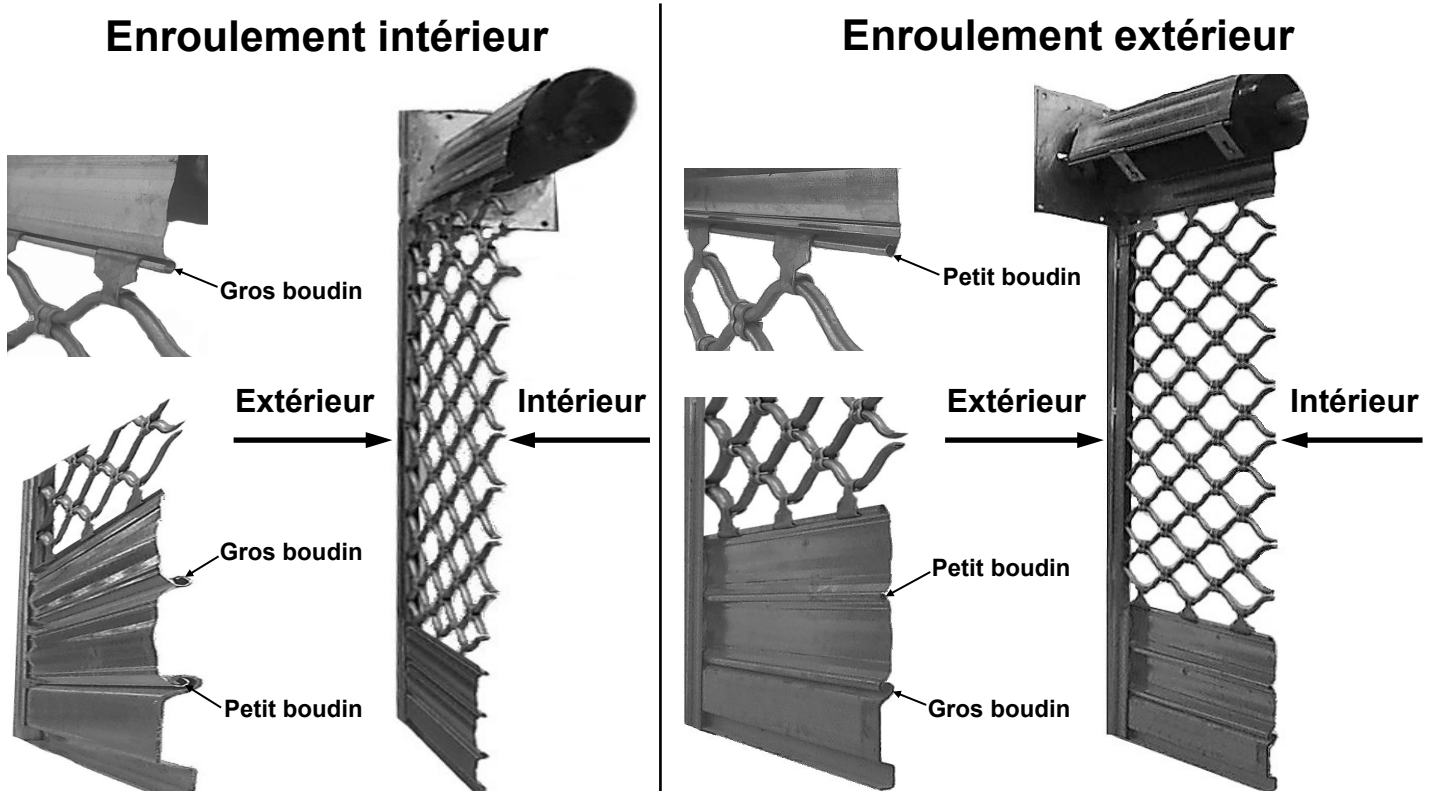 Enroulement intérieur
Gros boudin
Extérieur
Intérieur
Gros boudin
Petit boudin
Enroulement extérieur
Petit boudin
Extérieur
Intérieur
Petit boudin
Gros boudin